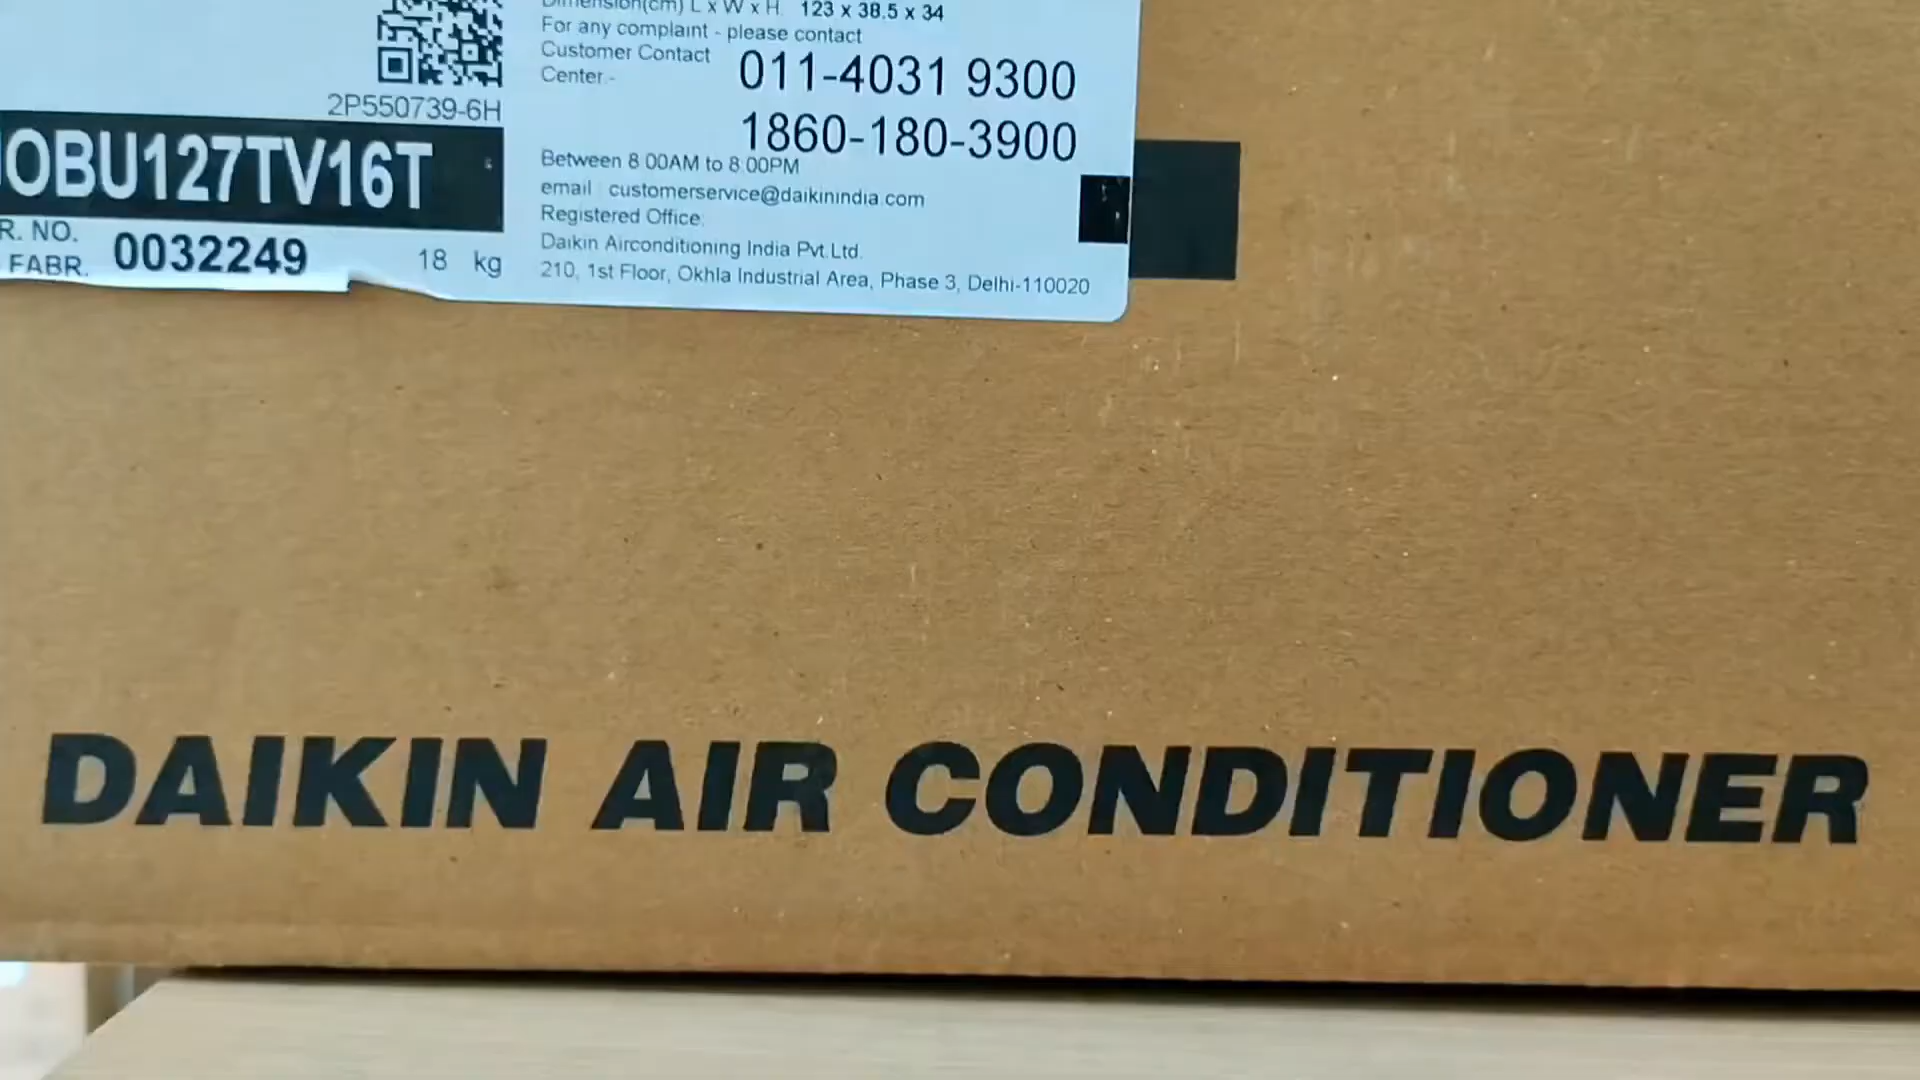 Dimension(cm) L x W x H 123 x 38.5 x 34
For any complaint - please contact
Customer Contact
Center -
011-4031 9300
1860-180-3900
Between 8 00AM to 8 00PM
email customerservice@daikinindia.com
Registered Office:
Daikin Airconditioning India Pvt.Ltd.
210, 1st Floor, Okhla Industrial Area, Phase 3, Delhi-110020
2P550739-6H
OBU127TV16T
R. NO.
FABR.
0032249
18 kg
DAIKIN AIR CONDITIONER